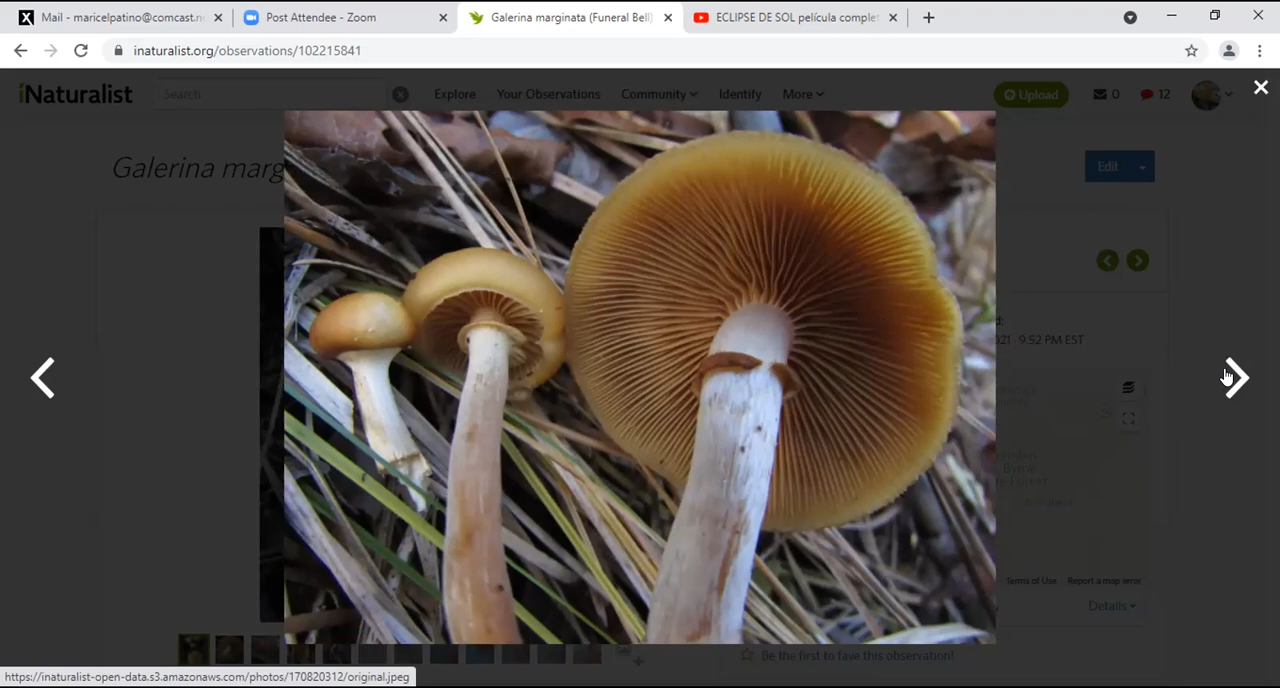 Mail - maricelpatino@comcast.n
Post Attendee - Zoom
Galerina marginata (Funeral Bell)
ECLIPSE DE SOL película complet
inaturalist.org/observations/102215841
iNaturalist
Search
Explore
Your Observations
Community
Identify
More
Upload
0
12
Galerina marg
Edit
d:
021 · 9:52 PM EST
Terms of Use
Report a map error
Details
Be the first to fave this observation!
https://inaturalist-open-data.s3.amazonaws.com/photos/170820312/original.jpeg